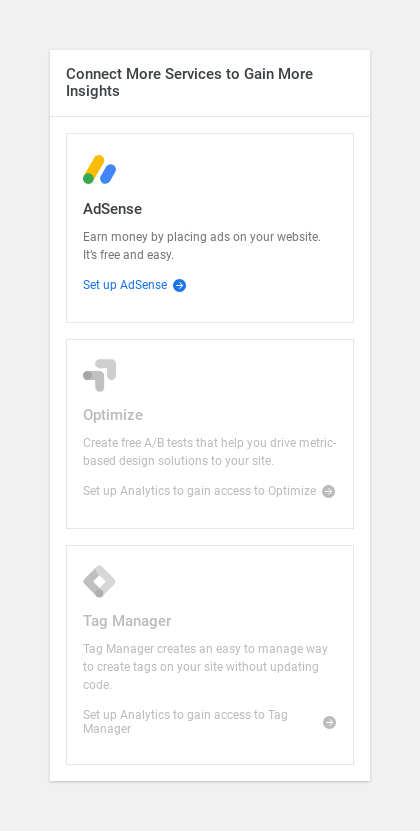 Connect More Services to Gain More
Insights
AdSense
Earn money by placing ads on your website.
It's free and easy.
Set up AdSense
Optimize
Create free A/B tests that help you drive metric-
based design solutions to your site.
Set up Analytics to gain access to Optimize
Tag Manager
Tag Manager creates an easy to manage way
to create tags on your site without updating
code.
Set up Analytics to gain access to Tag
Manager